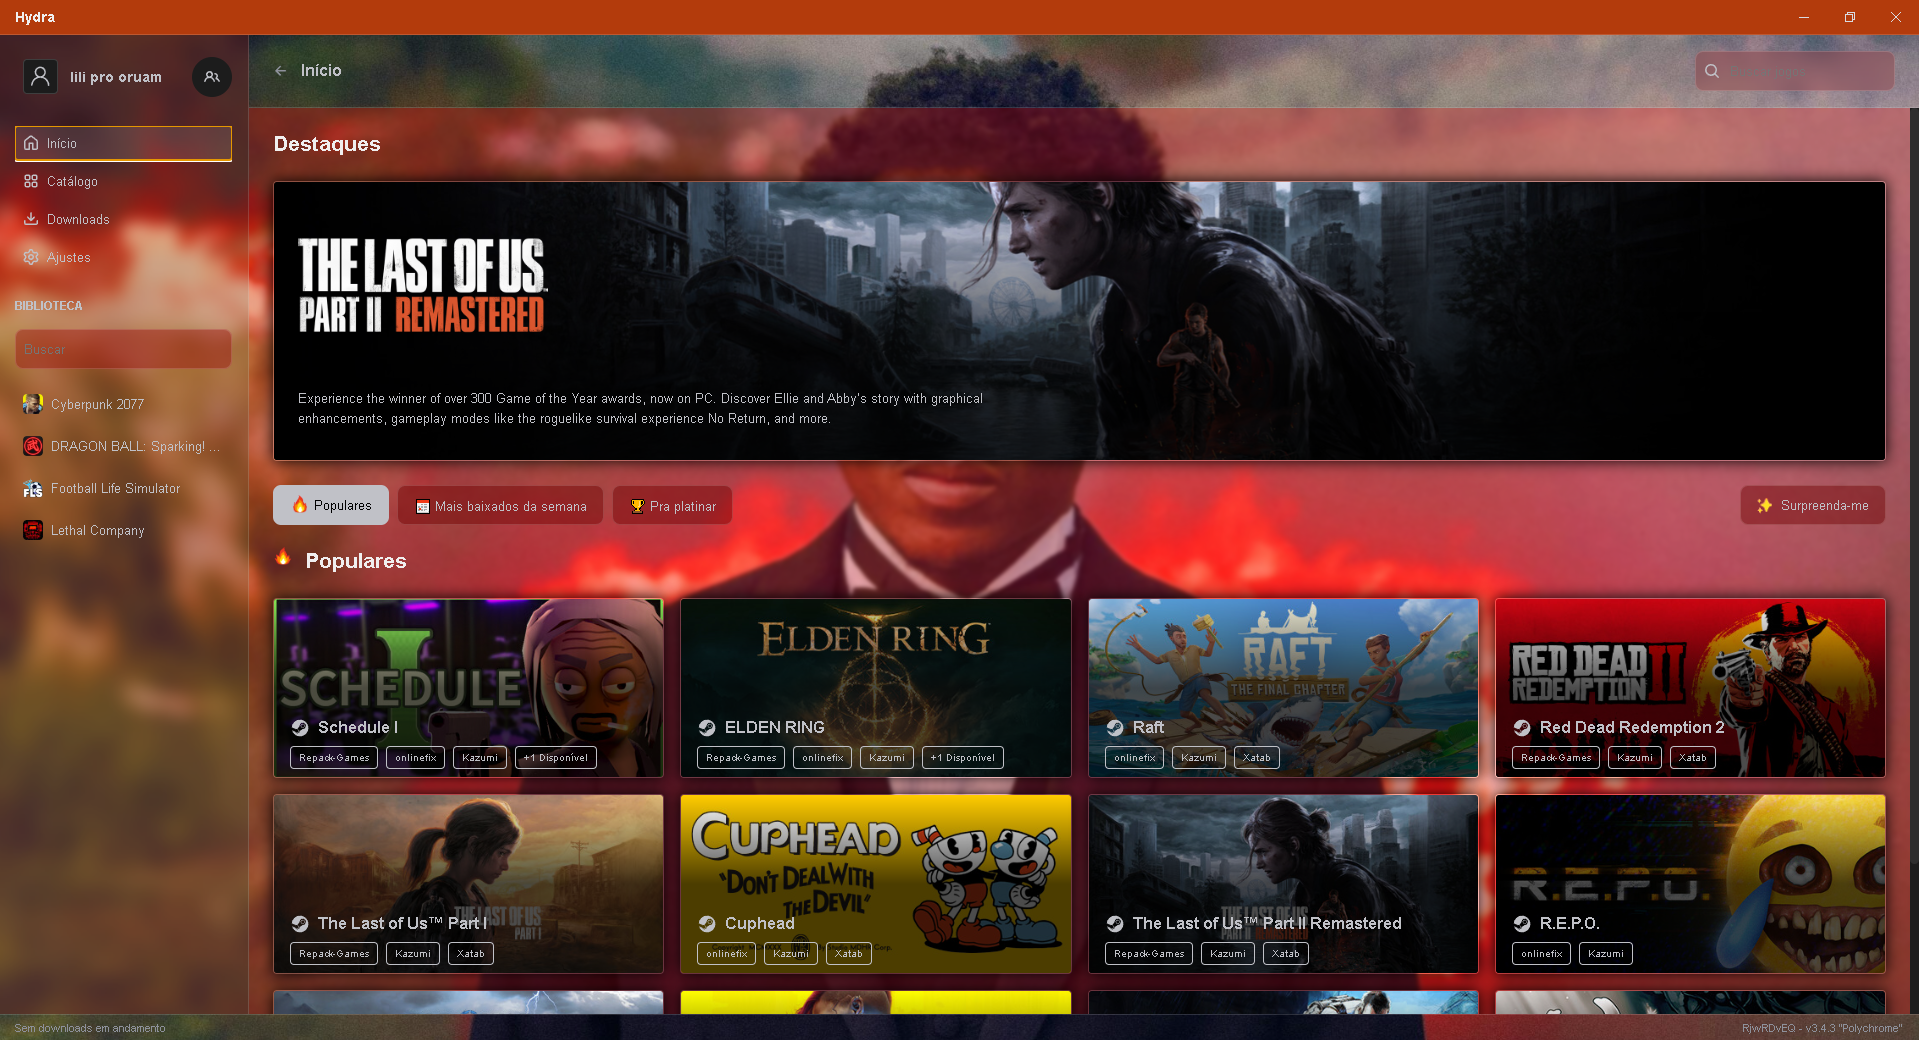 Hydra
lili pro oruam
Início
Início
Catálogo
Downloads
Ajustes
BIBLIOTECA
Buscar
Cyberpunk 2077
DRAGON BALL: Sparking! ...
Football Life Simulator
Lethal Company
Destaques
THE LAST OF US
PART II REMASTERED
Experience the winner of over 300 Game of the Year awards, now on PC. Discover Ellie and Abby's story with graphical
enhancements, gameplay modes like the roguelike survival experience No Return, and more.
Populares
Mais baixados da semana
Pra platinar
Surpreenda-me
Populares
SCHEDULE I
Schedule I
Repack-Games onlinefix Kazumi +1 Disponível
ELDEN RING
ELDEN RING
Repack-Games onlinefix Kazumi +1 Disponível
RAFT
THE FINAL CHAPTER
Raft
onlinefix Kazumi Xatab
RED DEAD
REDEMPTION II
Red Dead Redemption 2
Repack-Games Kazumi Xatab
THE LAST OF US
PART I
The Last of Us™ Part I
Repack-Games Kazumi Xatab
CUPHEAD
"DON'T DEAL WITH
THE DEVIL"
Cuphead
onlinefix Kazumi Xatab
The Last of Us™ Part II Remastered
Repack-Games Kazumi Xatab
R.E.P.O.
R.E.P.O.
onlinefix Kazumi
Sem downloads em andamento
RjwRDvEQ - v3.4.3 "Polychrome"